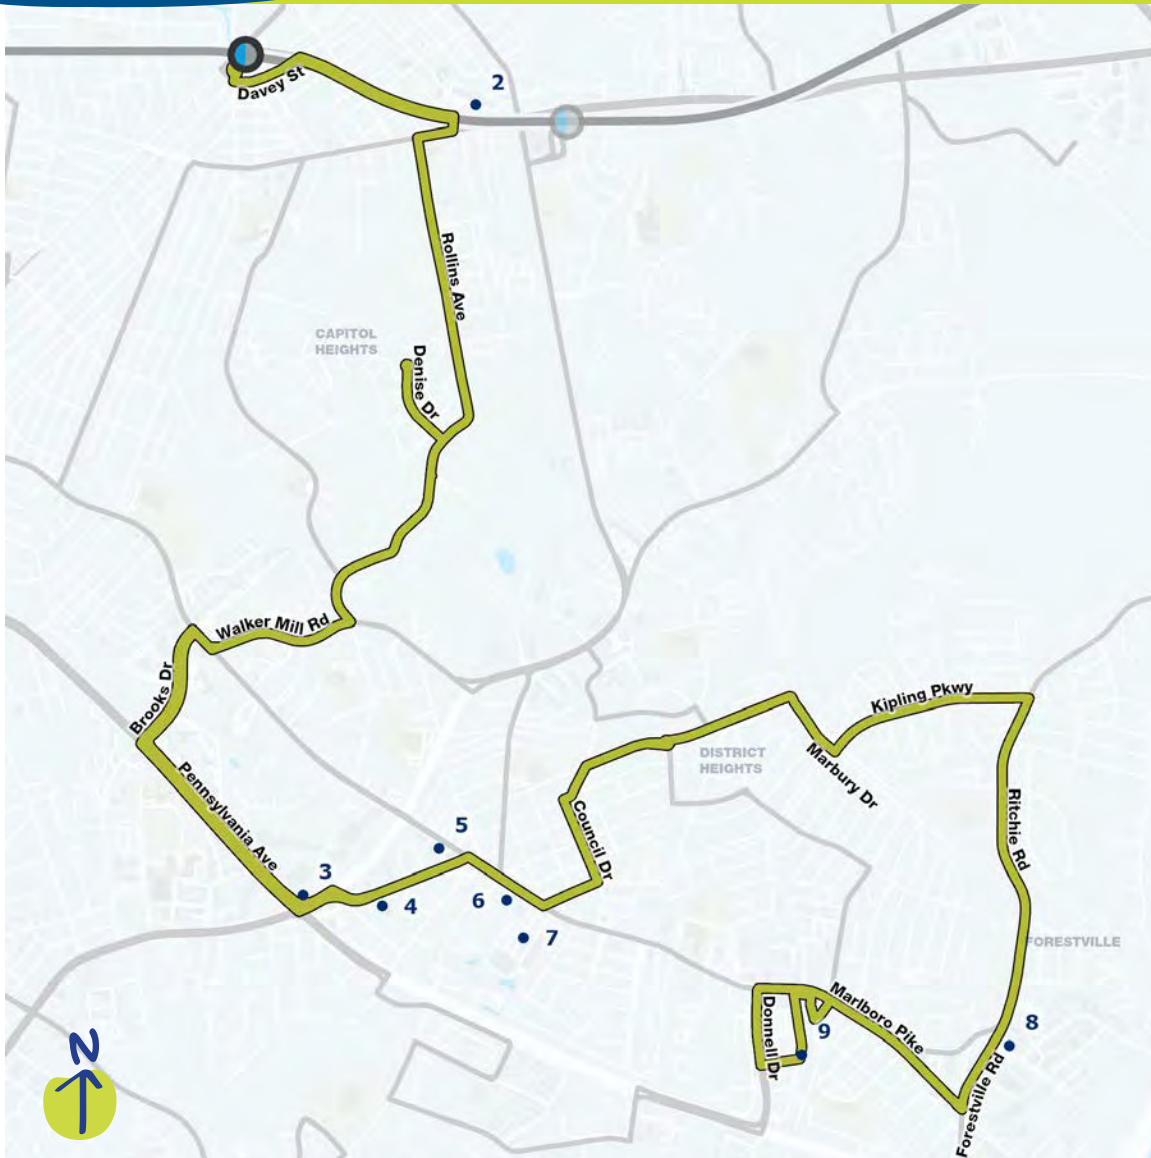 Davey St
2
Rollins Ave
CAPITOL
HEIGHTS
Denise Dr
Walker Mill Rd
Brooks Dr
Kipling Pkwy
DISTRICT
HEIGHTS
Marbury Dr
Pennsylvania Ave
Ritchie Rd
5
Council Dr
3
4
6
7
FORESTVILLE
Marlboro Pike
Donnell Dr
9
8
Forestville Rd
N